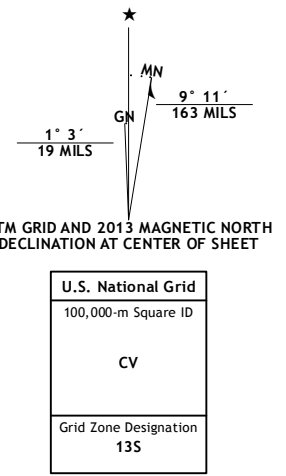 MN
GN
9° 11´
163 MILS
1° 3´
19 MILS
TM GRID AND 2013 MAGNETIC NORTH
DECLINATION AT CENTER OF SHEET
U.S. National Grid
100,000-m Square ID
CV
Grid Zone Designation
13S